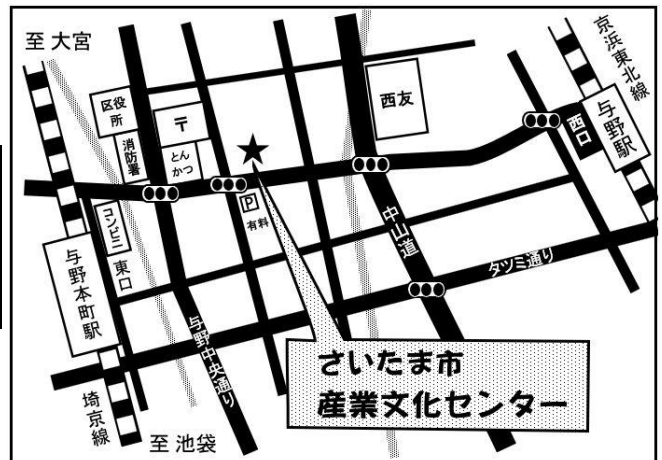 至 大宮
京浜東北線
与野駅
西口
西友
区役
所
〒
消防署
とん
かつ
P
有料
コンビニ
東口
中山道
タツミ通り
与野本町駅
与野中央通り
さいたま市
産業文化センター
埼京線
至 池袋